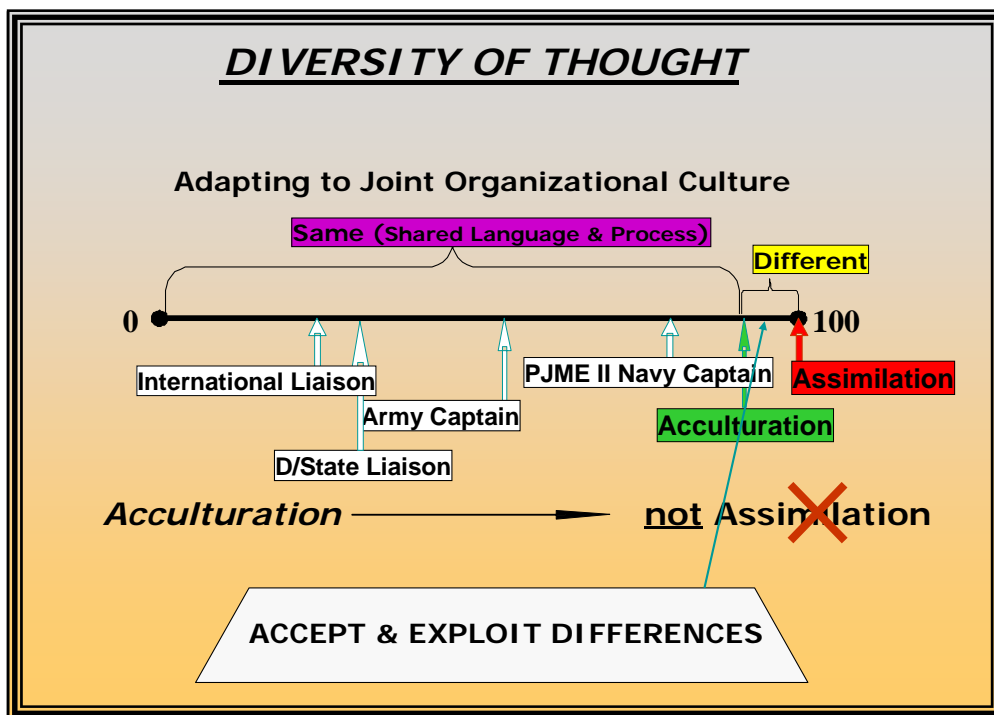 DIVERSITY OF THOUGHT
Adapting to Joint Organizational Culture
Same (Shared Language & Process)
Different
0
100
International Liaison
PJME II Navy Captain
Assimilation
Army Captain
Acculturation
D/State Liaison
Acculturation
not Assimilation
ACCEPT & EXPLOIT DIFFERENCES